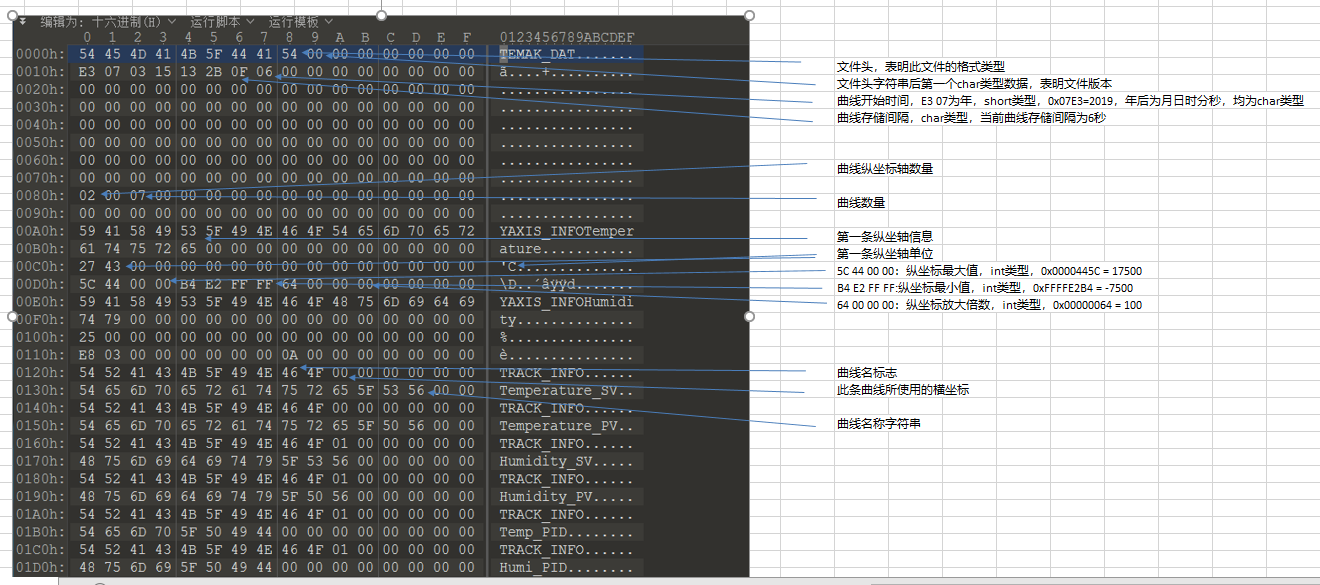 编辑为: 十六进制(H) 运行脚本 运行模板
0 1 2 3 4 5 6 7 8 9 A B C D E F 0123456789ABCDEF
0000h: 54 45 4D 41 4B 5F 44 41 54 00 00 00 00 00 00 00 TEMAK_DAT.......
0010h: E3 07 03 15 13 2B 0F 06 00 00 00 00 00 00 00 00 ã....+..........
0020h: 00 00 00 00 00 00 00 00 00 00 00 00 00 00 00 00 ................
0030h: 00 00 00 00 00 00 00 00 00 00 00 00 00 00 00 00 ................
0040h: 00 00 00 00 00 00 00 00 00 00 00 00 00 00 00 00 ................
0050h: 00 00 00 00 00 00 00 00 00 00 00 00 00 00 00 00 ................
0060h: 00 00 00 00 00 00 00 00 00 00 00 00 00 00 00 00 ................
0070h: 00 00 00 00 00 00 00 00 00 00 00 00 00 00 00 00 ................
0080h: 02 00 07 00 00 00 00 00 00 00 00 00 00 00 00 00 ................
0090h: 00 00 00 00 00 00 00 00 00 00 00 00 00 00 00 00 ................
00A0h: 59 41 58 49 53 5F 49 4E 46 4F 54 65 6D 70 65 72 YAXIS_INFOTemper
00B0h: 61 74 75 72 65 00 00 00 00 00 00 00 00 00 00 00 ature...........
00C0h: 27 43 00 00 00 00 00 00 00 00 00 00 00 00 00 00 'C..............
00D0h: 5C 44 00 00 B4 E2 FF FF 64 00 00 00 00 00 00 00 \D..´âÿÿd.......
00E0h: 59 41 58 49 53 5F 49 4E 46 4F 48 75 6D 69 64 69 YAXIS_INFOHumidi
00F0h: 74 79 00 00 00 00 00 00 00 00 00 00 00 00 00 00 ty..............
0100h: 25 00 00 00 00 00 00 00 00 00 00 00 00 00 00 00 %...............
0110h: E8 03 00 00 00 00 00 00 0A 00 00 00 00 00 00 00 è...............
0120h: 54 52 41 43 4B 5F 49 4E 46 4F 00 00 00 00 00 00 TRACK_INFO......
0130h: 54 65 6D 70 65 72 61 74 75 72 65 5F 53 56 00 00 Temperature_SV..
0140h: 54 52 41 43 4B 5F 49 4E 46 4F 00 00 00 00 00 00 TRACK_INFO......
0150h: 54 65 6D 70 65 72 61 74 75 72 65 5F 50 56 00 00 Temperature_PV..
0160h: 54 52 41 43 4B 5F 49 4E 46 4F 01 00 00 00 00 00 TRACK_INFO......
0170h: 48 75 6D 69 64 69 74 79 5F 53 56 00 00 00 00 00 Humidity_SV.....
0180h: 54 52 41 43 4B 5F 49 4E 46 4F 01 00 00 00 00 00 TRACK_INFO......
0190h: 48 75 6D 69 64 69 74 79 5F 50 56 00 00 00 00 00 Humidity_PV.....
01A0h: 54 52 41 43 4B 5F 49 4E 46 4F 01 00 00 00 00 00 TRACK_INFO......
01B0h: 54 65 6D 70 5F 50 49 44 00 00 00 00 00 00 00 00 Temp_PID........
01C0h: 54 52 41 43 4B 5F 49 4E 46 4F 01 00 00 00 00 00 TRACK_INFO......
01D0h: 48 75 6D 69 5F 50 49 44 00 00 00 00 00 00 00 00 Humi_PID........
文件头，表明此文件的格式类型
文件头字符串后第一个char类型数据，表明文件版本
曲线开始时间，E3 07为年，short类型，0x07E3=2019，年后为月日时分秒，均为char类型
曲线存储间隔，char类型，当前曲线存储间隔为6秒
曲线纵坐标轴数量
曲线数量
第一条纵坐轴信息
第一条纵坐轴单位
5C 44 00 00：纵坐标最大值，int类型，0x0000445C = 17500
B4 E2 FF FF:纵坐标最小值，int类型，0xFFFFE2B4 = -7500
64 00 00 00：纵坐标放大倍数，int类型，0x00000064 = 100
曲线名标志
此条曲线所使用的横坐标
曲线名称字符串